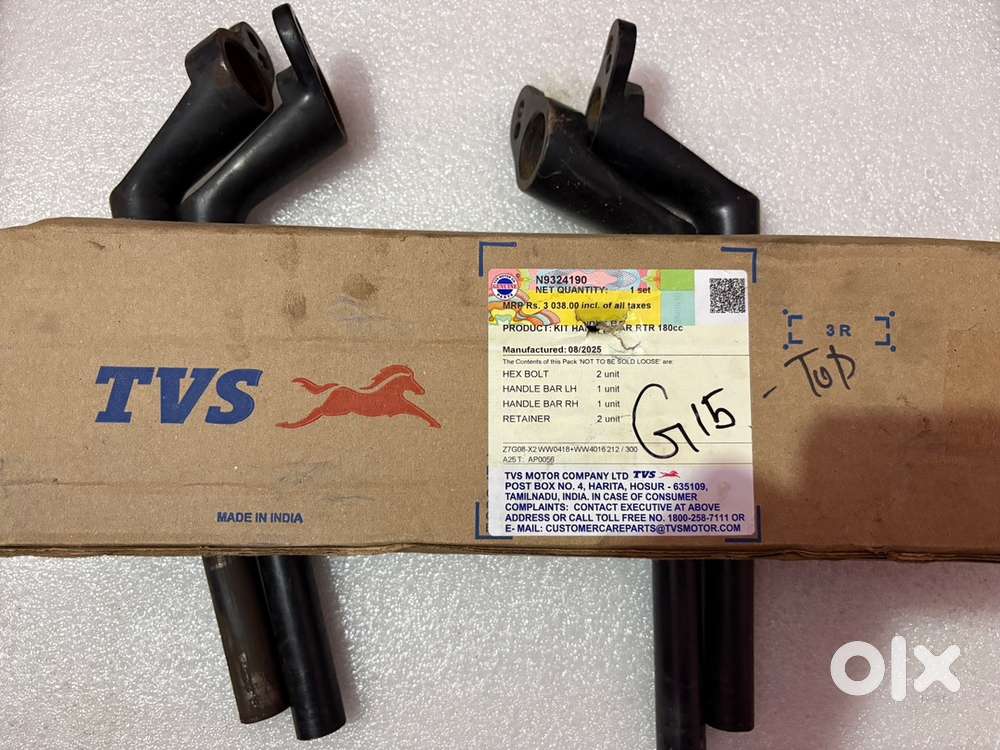 N9324190
NET QUANTITY: 1 set
MRP Rs. 3 038.00 incl. of all taxes
PRODUCT: KIT HANDLE BAR RTR 180cc
Manufactured: 08/2025
The Contents of this Pack 'NOT TO BE SOLD LOOSE' are:
HEX BOLT 2 unit
HANDLE BAR LH 1 unit
HANDLE BAR RH 1 unit
RETAINER 2 unit
Z7G08-X2 WW0418+WW4016 212 / 300
A25 T: AP0056
TVS MOTOR COMPANY LTD TVS
POST BOX NO. 4, HARITA, HOSUR - 635109,
TAMILNADU, INDIA. IN CASE OF CONSUMER
COMPLAINTS: CONTACT EXECUTIVE AT ABOVE
ADDRESS OR CALL TOLL FREE NO. 1800-258-7111 OR
E- MAIL: CUSTOMERCAREPARTS@TVSMOTOR.COM
TVS
MADE IN INDIA
3 R
G15 - TOP
olx